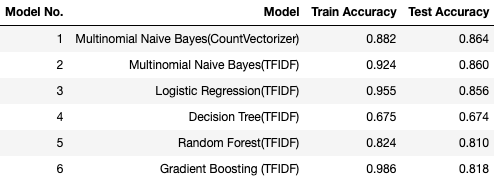 Model No. Model Train Accuracy Test Accuracy
1 Multinomial Naive Bayes(CountVectorizer) 0.882 0.864
2 Multinomial Naive Bayes(TFIDF) 0.924 0.860
3 Logistic Regression(TFIDF) 0.955 0.856
4 Decision Tree(TFIDF) 0.675 0.674
5 Random Forest(TFIDF) 0.824 0.810
6 Gradient Boosting (TFIDF) 0.986 0.818